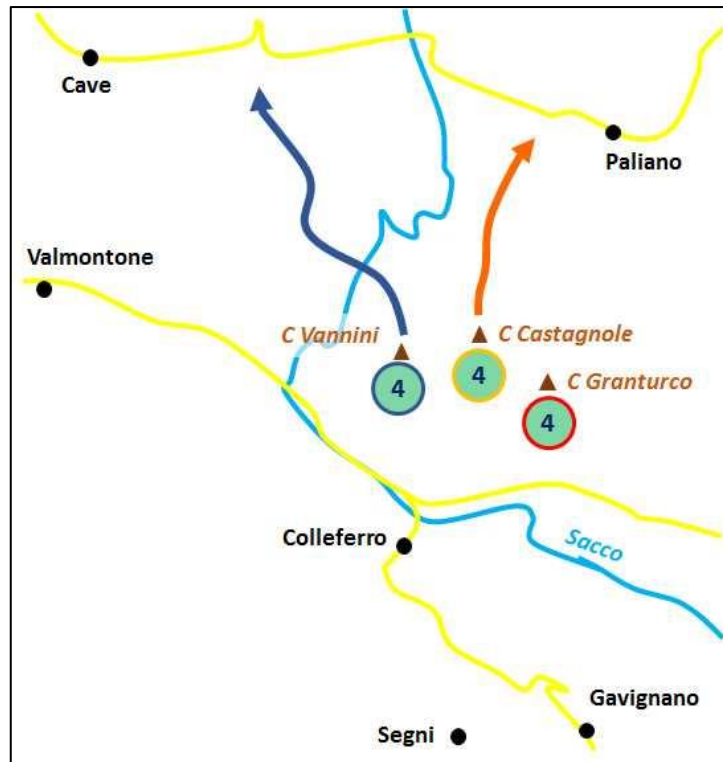 Cave
Paliano
Valmontone
C Vannini
C Castagnole
4
4
C Granturco
4
Colleferro
Sacco
Gavignano
Segni